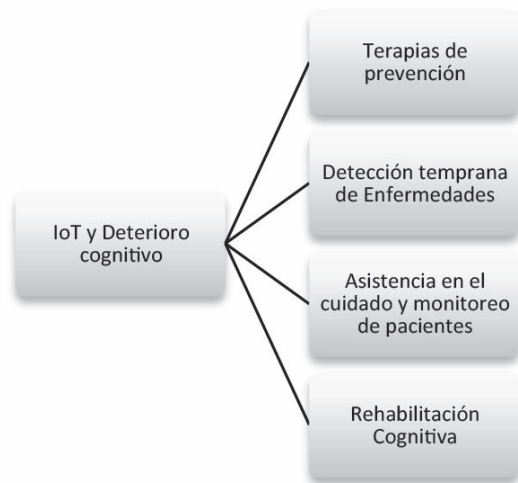 IoT y Deterioro
cognitivo
Terapias de
prevención
Detección temprana
de Enfermedades
Asistencia en el
cuidado y monitoreo
de pacientes
Rehabilitación
Cognitiva